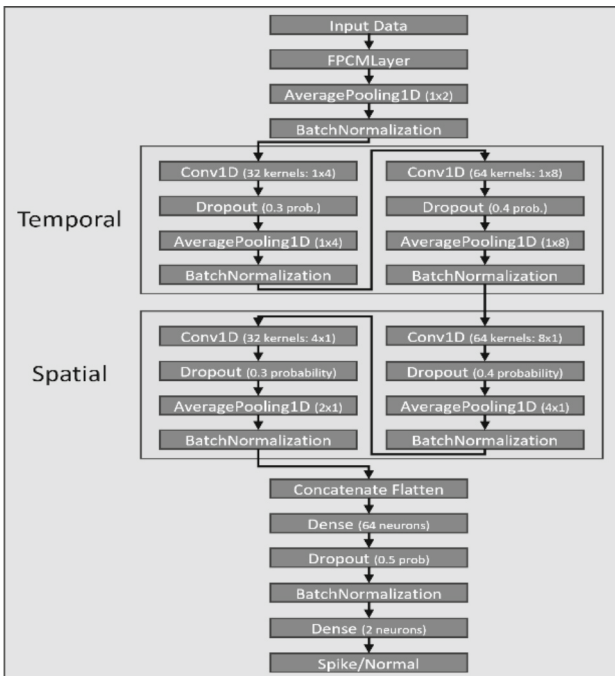 Input Data
FPCMLayer
AveragePooling1D (1x2)
BatchNormalization
Temporal
Conv1D (32 kernels: 1x4)
Dropout (0.3 prob.)
AveragePooling1D (1x4)
BatchNormalization
Conv1D (64 kernels: 1x8)
Dropout (0.4 prob.)
AveragePooling1D (1x8)
BatchNormalization
Spatial
Conv1D (64 kernels: 8x1)
Dropout (0.4 probability)
AveragePooling1D (4x1)
BatchNormalization
Conv1D (32 kernels: 4x1)
Dropout (0.3 probability)
AveragePooling1D (2x1)
BatchNormalization
Concatenate Flatten
Dense (64 neurons)
Dropout (0.5 prob)
BatchNormalization
Dense (2 neurons)
Spike/Normal